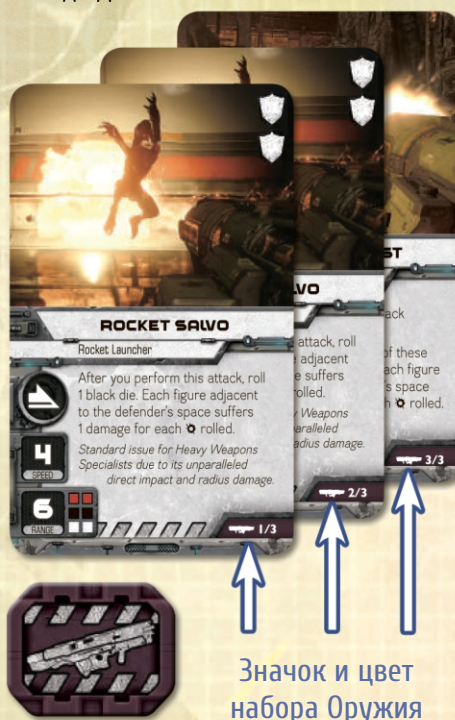 ROCKET SALVO
Rocket Launcher
After you perform this attack, roll
1 black die. Each figure adjacent
to the defender's space suffers
1 damage for each rolled.
Standard issue for Heavy Weapons
Specialists due to its unparalleled
direct impact and radius damage.
4
SPEED
6
RANGE
1/3
VO
attack, roll
adjacent
suffers
rolled.
Weapons
paralleled
adius damage.
2/3
ST
ack
of these
ach figure
s space
rolled.
3/3
Значок и цвет
набора Оружия